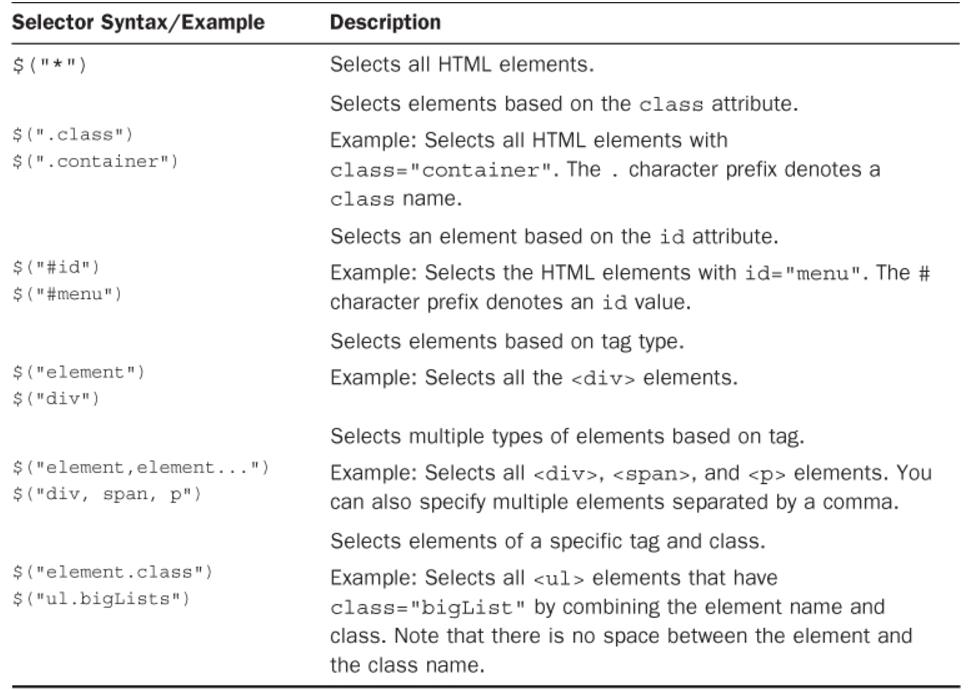 Selector Syntax/Example Description
$("*") Selects all HTML elements.
Selects elements based on the class attribute.
$(".class")
$(".container")
Example: Selects all HTML elements with
class="container". The . character prefix denotes a
class name.
Selects an element based on the id attribute.
$("#id")
$("#menu")
Example: Selects the HTML elements with id="menu". The #
character prefix denotes an id value.
Selects elements based on tag type.
$("element")
$("div")
Example: Selects all the <div> elements.
Selects multiple types of elements based on tag.
$("element,element...")
$("div, span, p")
Example: Selects all <div>, <span>, and <p> elements. You
can also specify multiple elements separated by a comma.
Selects elements of a specific tag and class.
$("element.class")
$("ul.bigLists")
Example: Selects all <ul> elements that have
class="bigList" by combining the element name and
class. Note that there is no space between the element and
the class name.